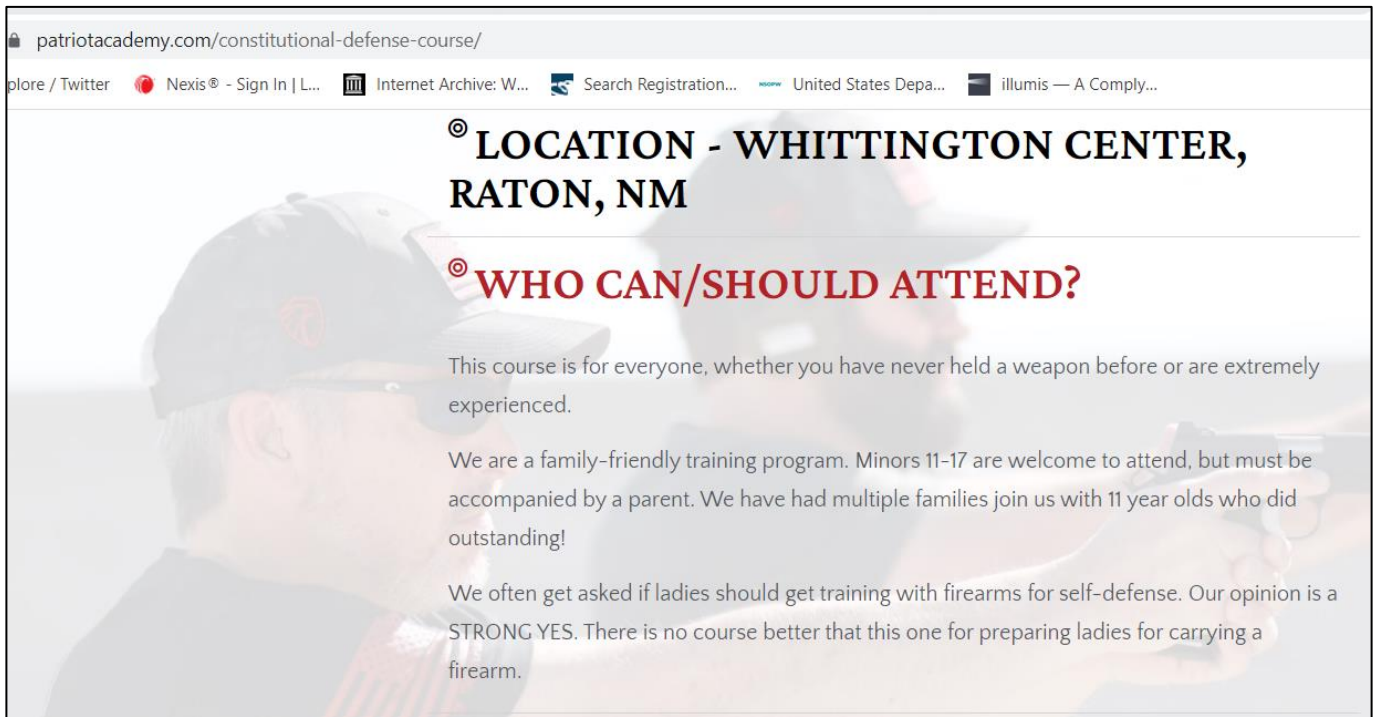 patriotacademy.com/constitutional-defense-course/
plore / Twitter Nexis® - Sign In | L... Internet Archive: W... Search Registration... NSOPW United States Depa... illumis — A Comply...
LOCATION - WHITTINGTON CENTER,
RATON, NM
WHO CAN/SHOULD ATTEND?
This course is for everyone, whether you have never held a weapon before or are extremely
experienced.
We are a family-friendly training program. Minors 11-17 are welcome to attend, but must be
accompanied by a parent. We have had multiple families join us with 11 year olds who did
outstanding!
We often get asked if ladies should get training with firearms for self-defense. Our opinion is a
STRONG YES. There is no course better that this one for preparing ladies for carrying a
firearm.